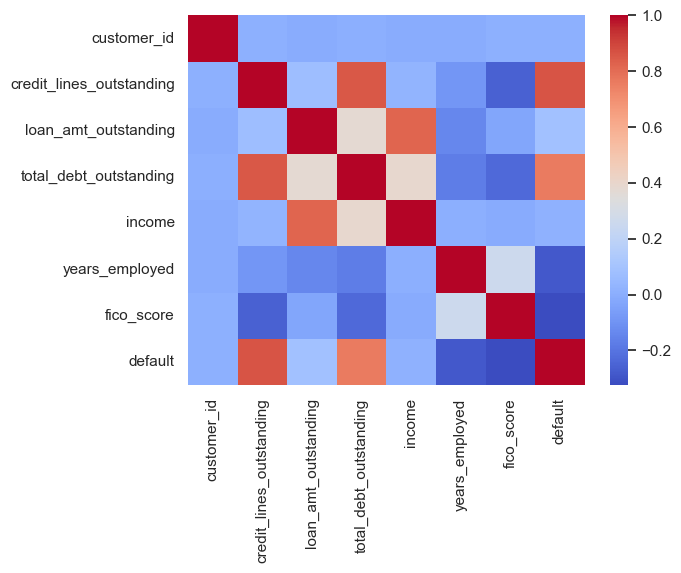 customer_id
credit_lines_outstanding
loan_amt_outstanding
total_debt_outstanding
income
years_employed
fico_score
default
customer_id
credit_lines_outstanding
loan_amt_outstanding
total_debt_outstanding
income
years_employed
fico_score
default
1.0
0.8
0.6
0.4
0.2
0.0
−0.2